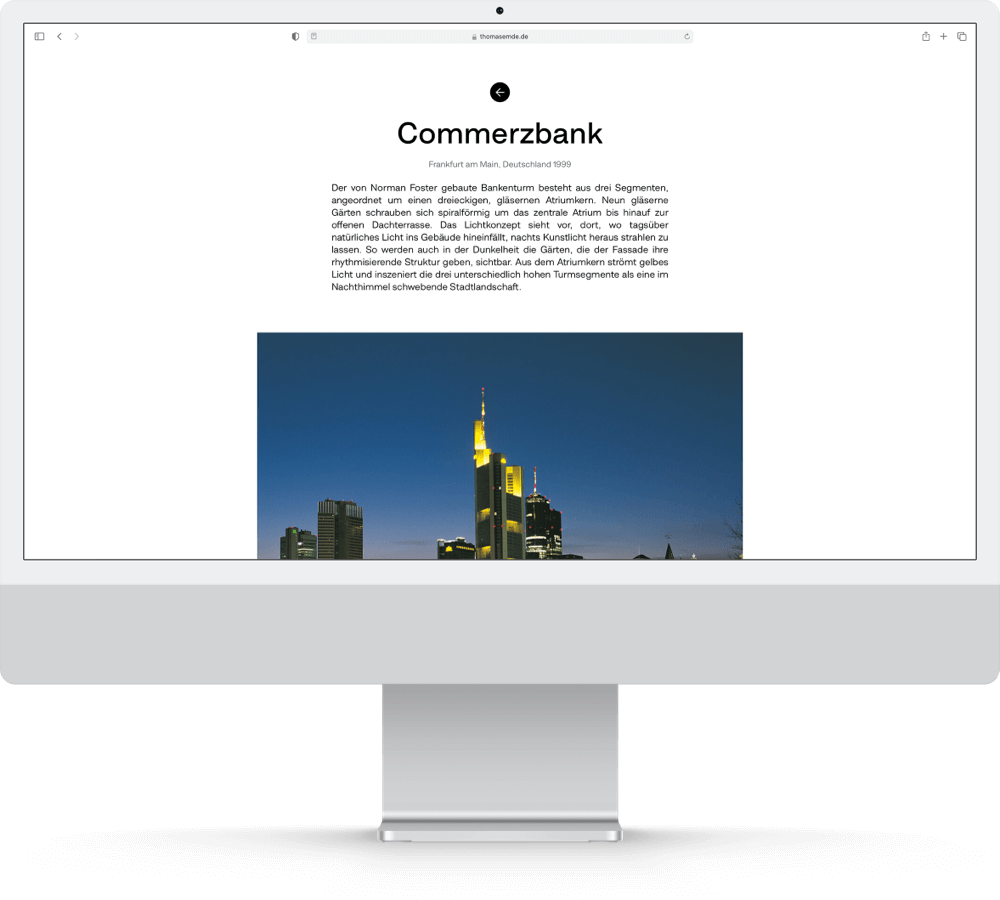 thomasemde.de
Commerzbank
Frankfurt am Main, Deutschland 1999
Der von Norman Foster gebaute Bankenturm besteht aus drei Segmenten,
angeordnet um einen dreieckigen, gläsernen Atriumkern. Neun gläserne
Gärten schrauben sich spiralförmig um das zentrale Atrium bis hinauf zur
offenen Dachterrasse. Das Lichtkonzept sieht vor, dort, wo tagsüber
natürliches Licht ins Gebäude hineinfällt, nachts Kunstlicht heraus strahlen zu
lassen. So werden auch in der Dunkelheit die Gärten, die der Fassade ihre
rhythmisierende Struktur geben, sichtbar. Aus dem Atriumkern strömt gelbes
Licht und inszeniert die drei unterschiedlich hohen Turmsegmente als eine im
Nachthimmel schwebende Stadtlandschaft.